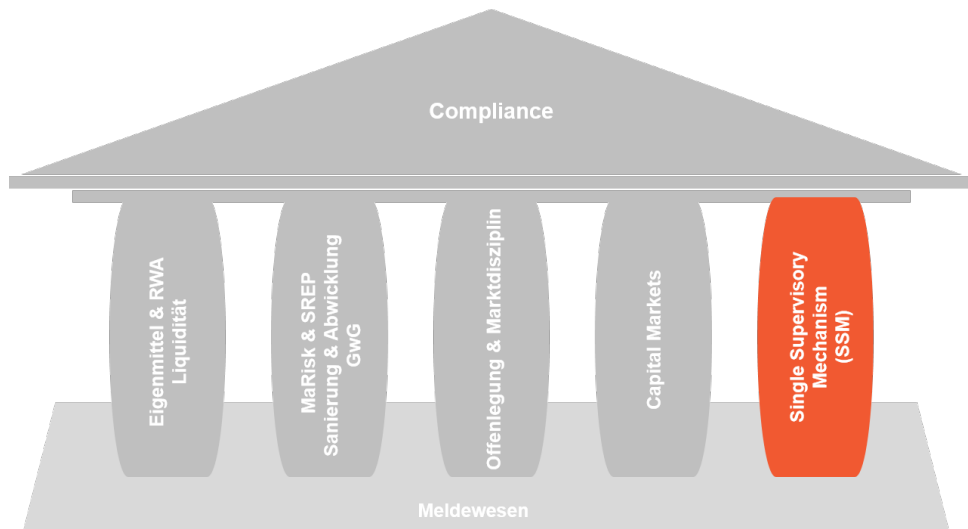 Compliance
Eigenmittel & RWA
Liquidität
MaRisk & SREP
Sanierung & Abwicklung
GwG
Offenlegung & Marktdisziplin
Capital Markets
Single Supervisory
Mechanism
(SSM)
Meldewesen